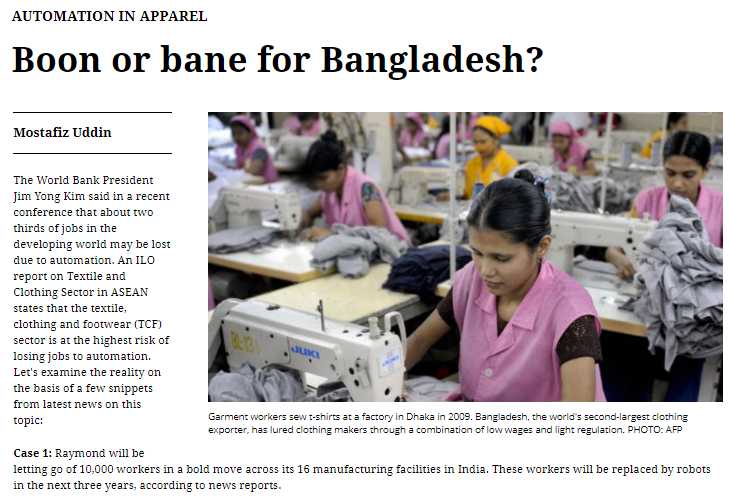 AUTOMATION IN APPAREL
Boon or bane for Bangladesh?
Mostafiz Uddin
The World Bank President
Jim Yong Kim said in a recent
conference that about two
thirds of jobs in the
developing world may be lost
due to automation. An ILO
report on Textile and
Clothing Sector in ASEAN
states that the textile,
clothing and footwear (TCF)
sector is at the highest risk of
losing jobs to automation.
Let's examine the reality on
the basis of a few snippets
from latest news on this
topic:
BL-13
JUKI
Garment workers sew t-shirts at a factory in Dhaka in 2009. Bangladesh, the world's second-largest clothing
exporter, has lured clothing makers through a combination of low wages and light regulation. PHOTO: AFP
Case 1: Raymond will be
letting go of 10,000 workers in a bold move across its 16 manufacturing facilities in India. These workers will be replaced by robots
in the next three years, according to news reports.